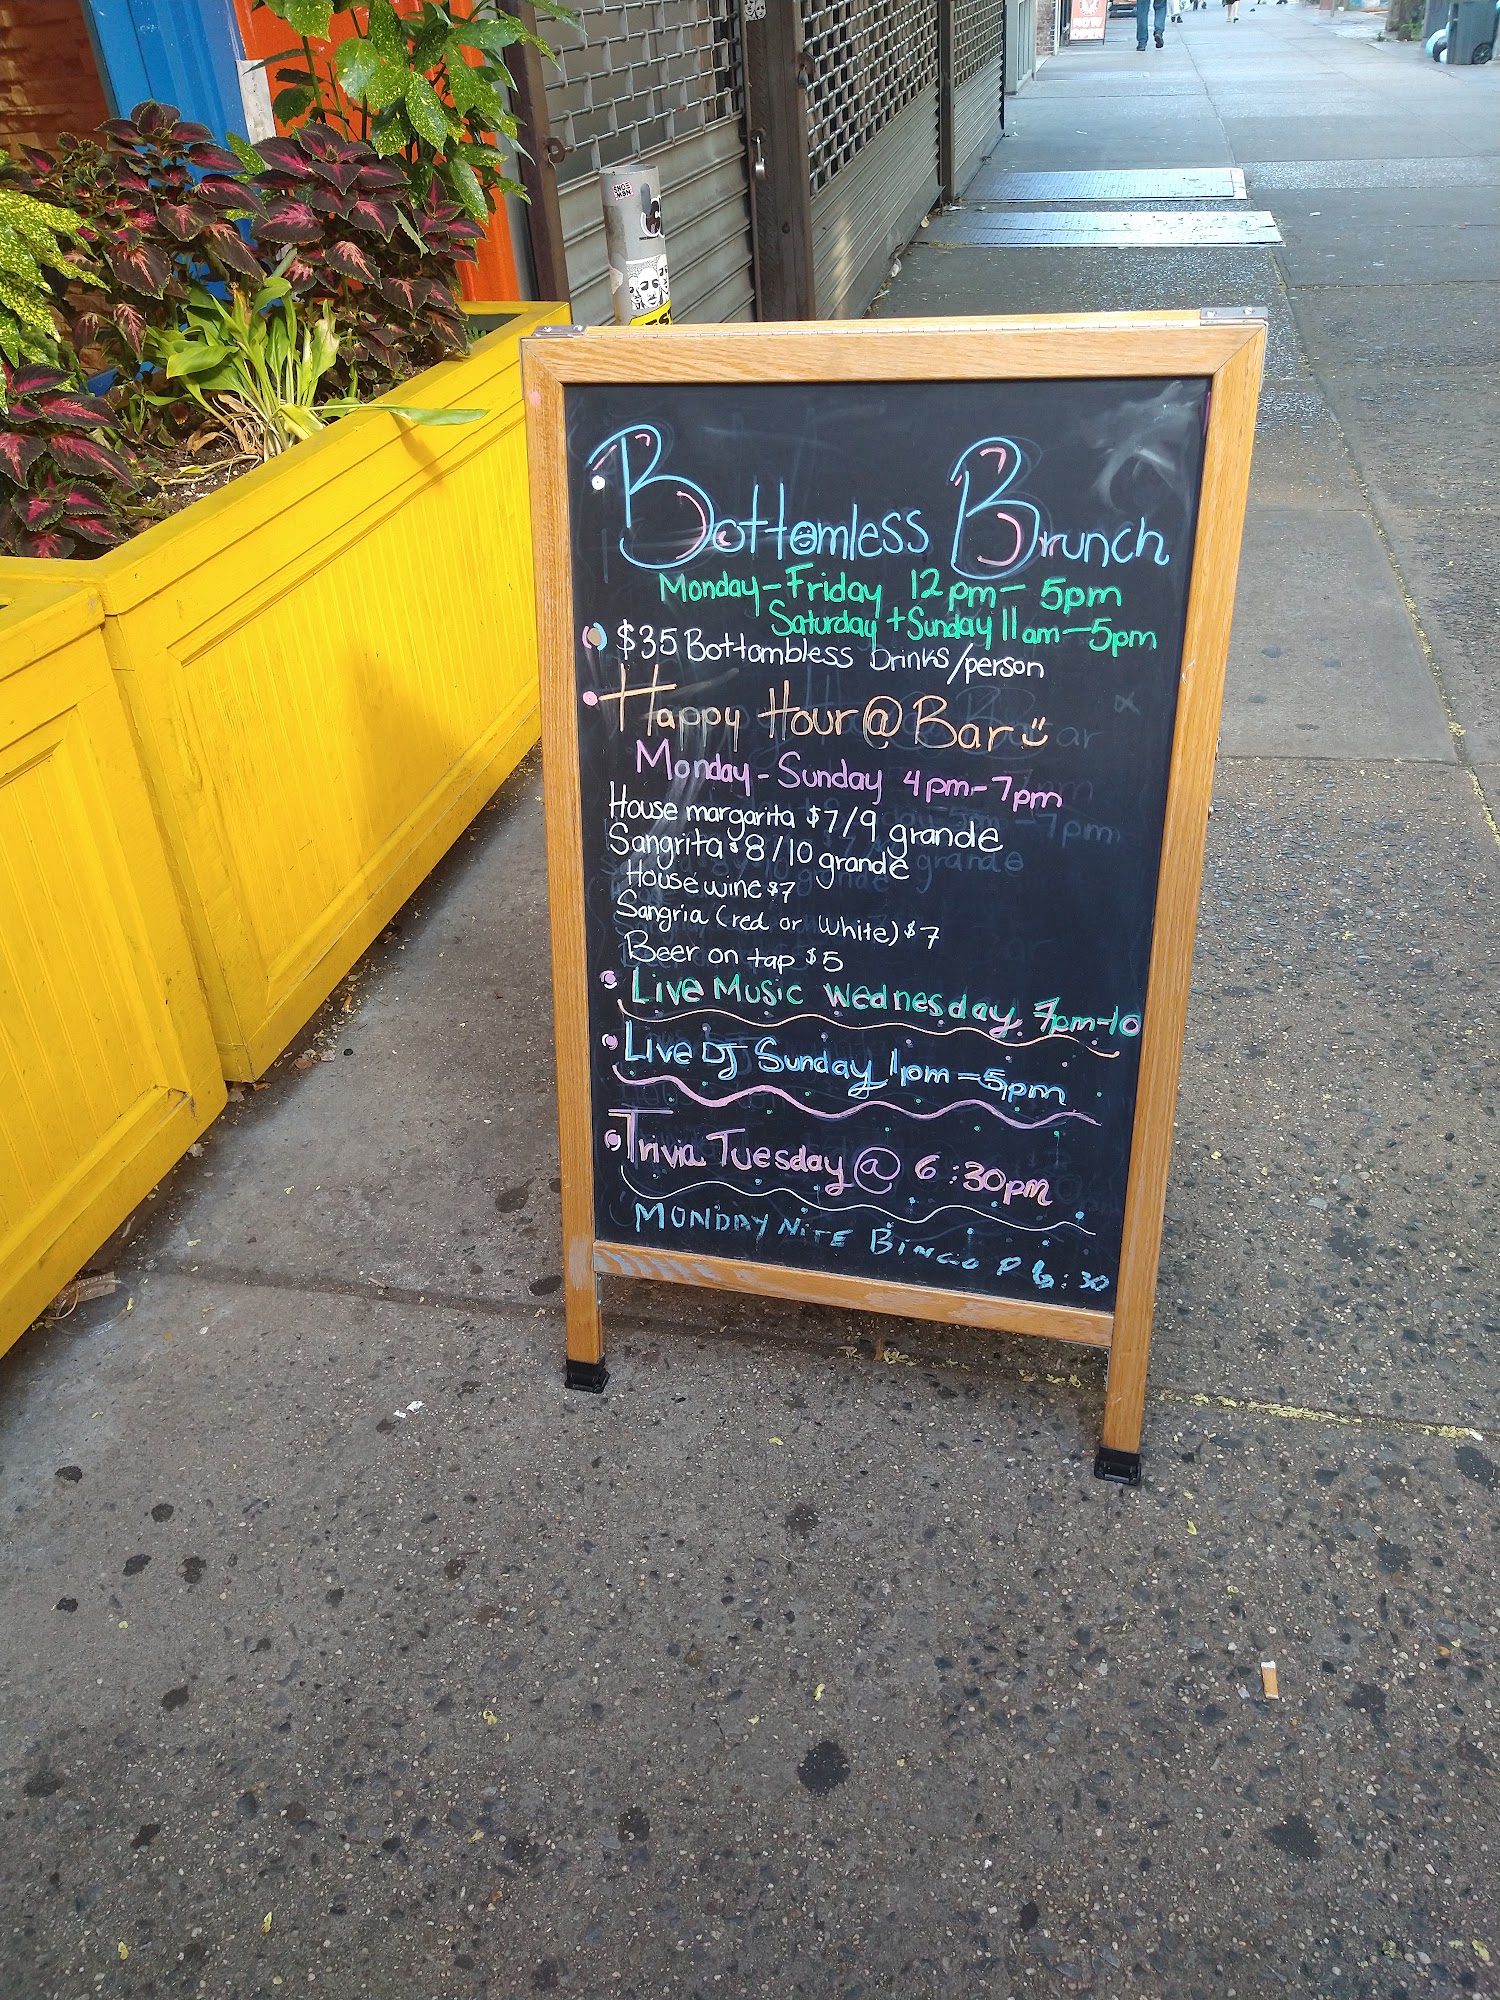 Bottomless Brunch
Monday-Friday 12pm-5pm
Saturday + Sunday 11am-5pm
$35 Bottombless Drinks/person
Happy Hour @ Bar
Monday-Sunday 4pm-7pm
House margarita $7/9 grande
Sangrita $8/10 grande
House wine $7
Sangria (red or white) $7
Beer on tap $5
Live Music Wednesday 7pm-10
Live DJ Sunday 1pm-5pm
Trivia Tuesday @ 6:30pm
MONDAY NITE BINGO @ 6:30